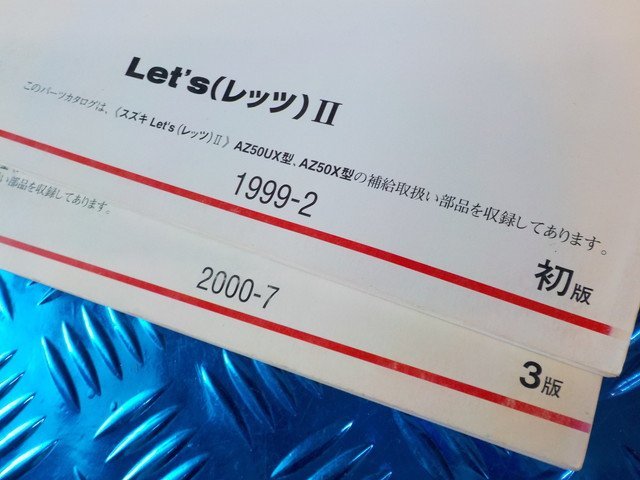 Let's(レッツ)II
このパーツカタログは、《スズキ Let's(レッツ)II》AZ50UX型、AZ50X型の補給取扱い部品を収録してあります。
1999-2
初版
い部品を収録してあります。
2000-7
3版